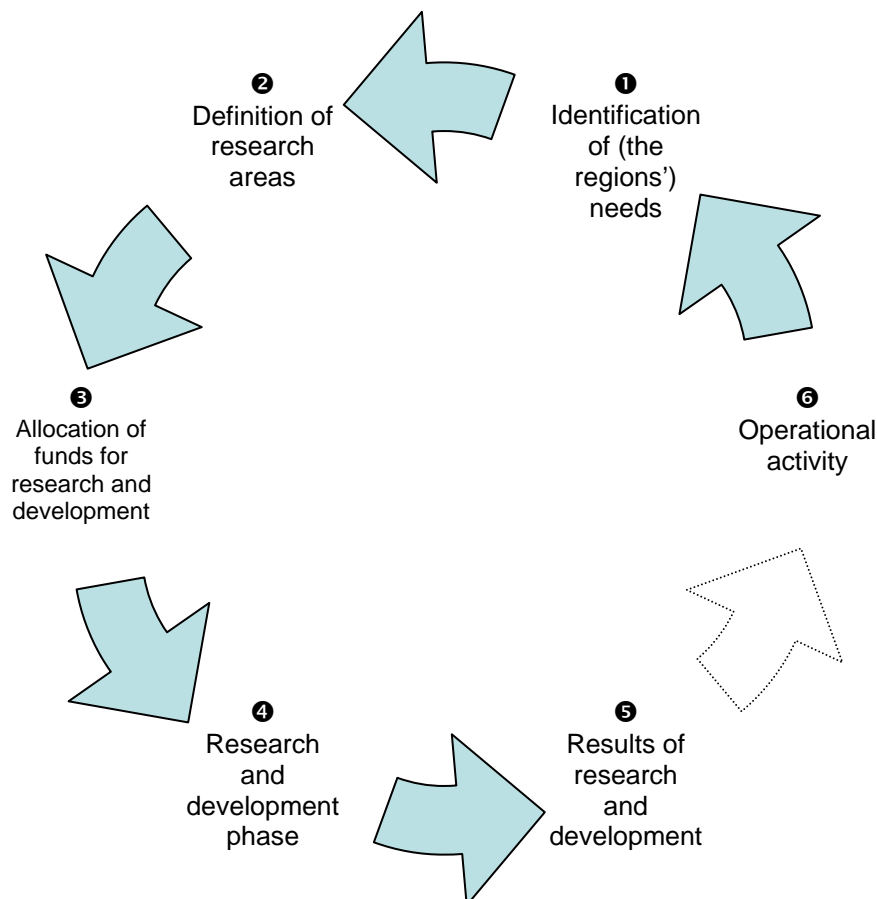 ❶
Identification
of (the
regions')
needs
❷
Definition of
research
areas
❸
Allocation of
funds for
research and
development
❹
Research
and
development
phase
❺
Results of
research
and
development
❻
Operational
activity